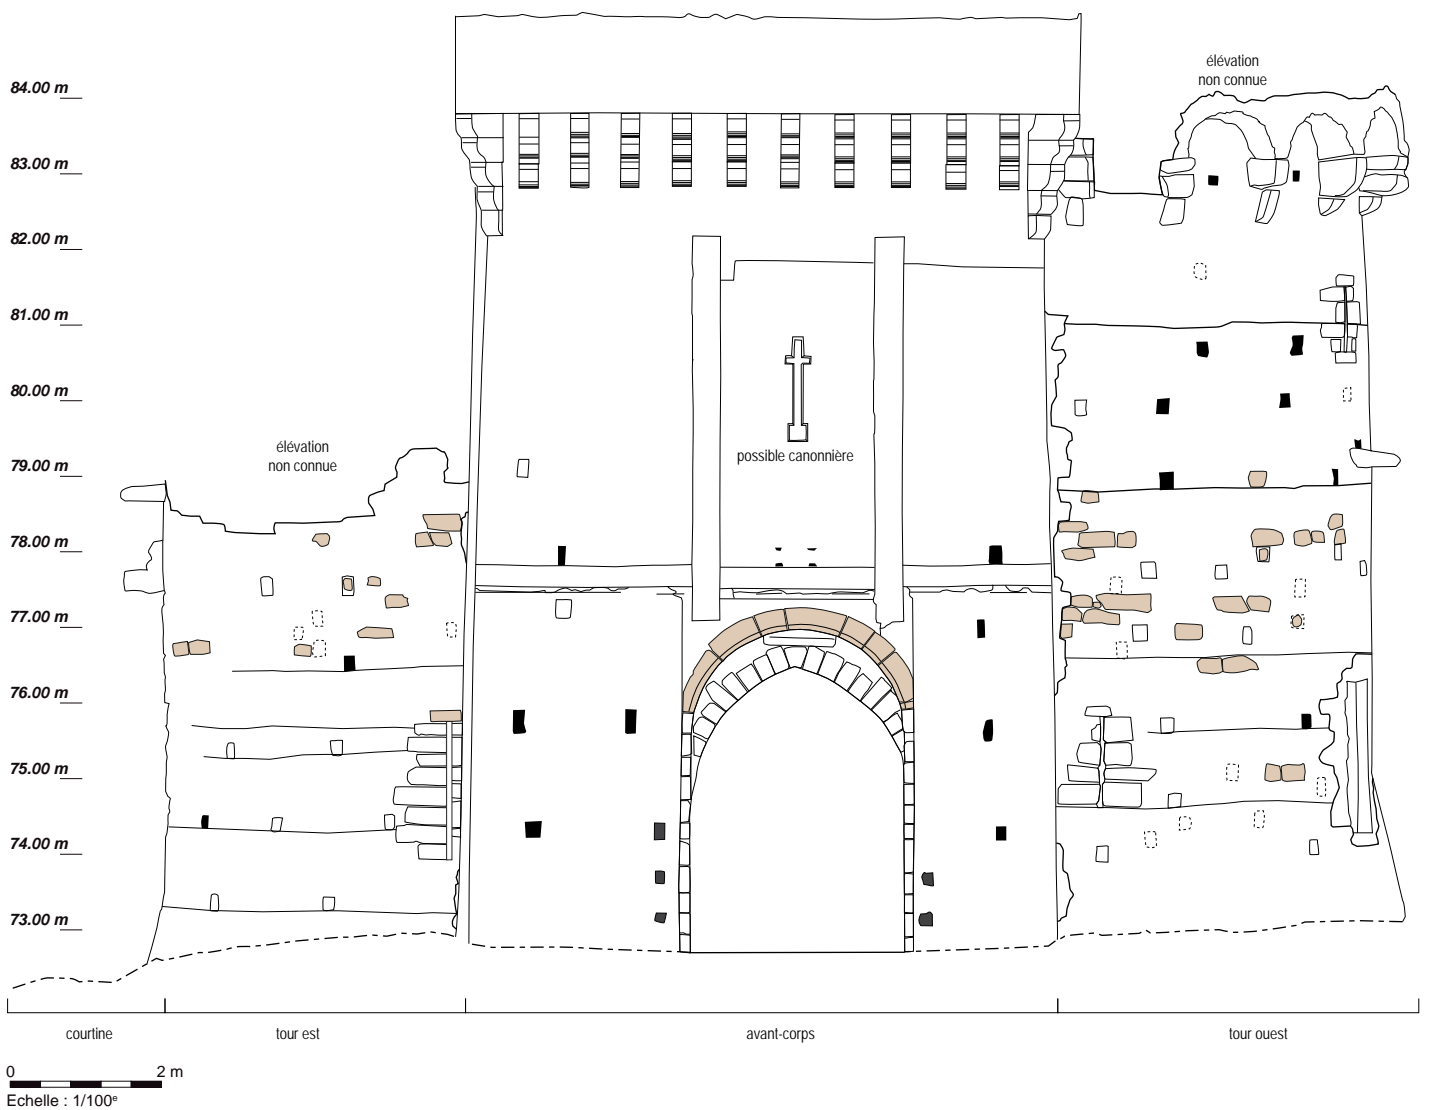 élévation
non connue
84.00 m
83.00 m
82.00 m
81.00 m
80.00 m
79.00 m
78.00 m
77.00 m
76.00 m
75.00 m
74.00 m
73.00 m
élévation
non connue
possible canonnière
courtine
tour est
avant-corps
tour ouest
0
2 m
Echelle : 1/100e